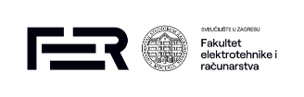 FER
SVEUČILIŠTE U ZAGREBU
Fakultet
elektrotehnike i
računarstva